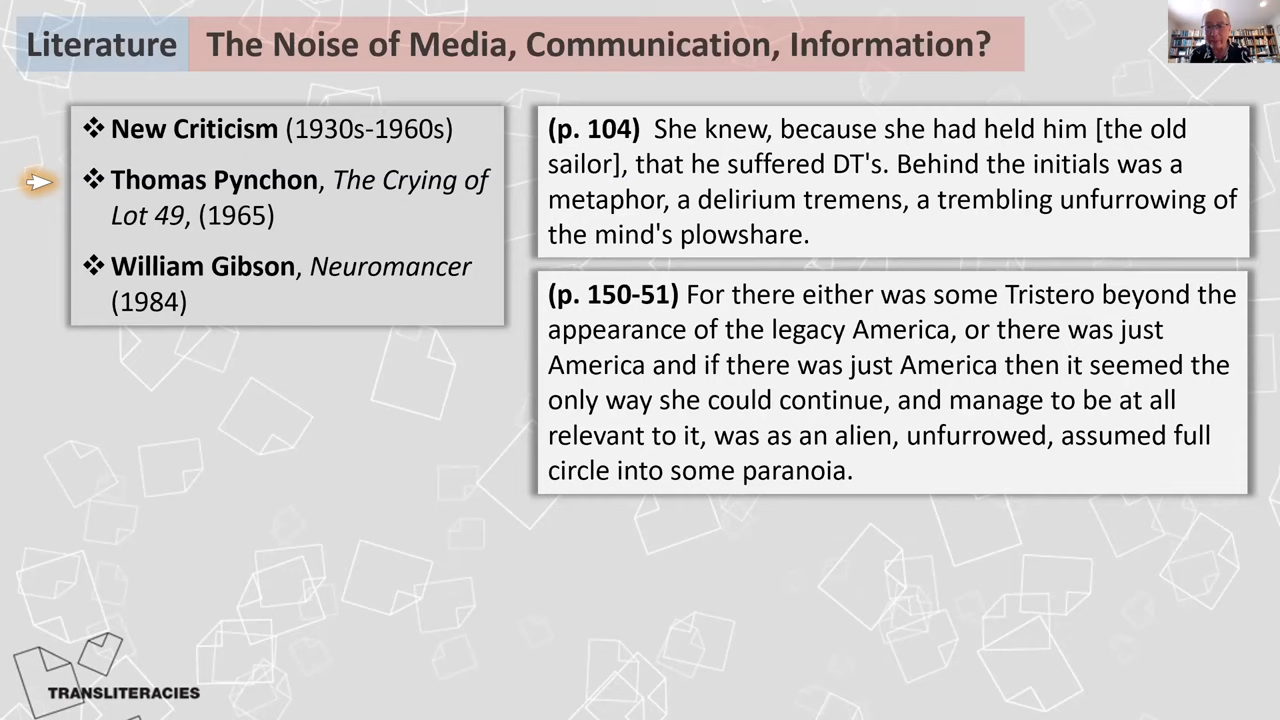 Literature The Noise of Media, Communication, Information?
❖ New Criticism (1930s-1960s)
❖ Thomas Pynchon, The Crying of
Lot 49, (1965)
❖ William Gibson, Neuromancer
(1984)
(p. 104) She knew, because she had held him [the old
sailor], that he suffered DT's. Behind the initials was a
metaphor, a delirium tremens, a trembling unfurrowing of
the mind's plowshare.
(p. 150-51) For there either was some Tristero beyond the
appearance of the legacy America, or there was just
America and if there was just America then it seemed the
only way she could continue, and manage to be at all
relevant to it, was as an alien, unfurrowed, assumed full
circle into some paranoia.
TRANSLITERACIES